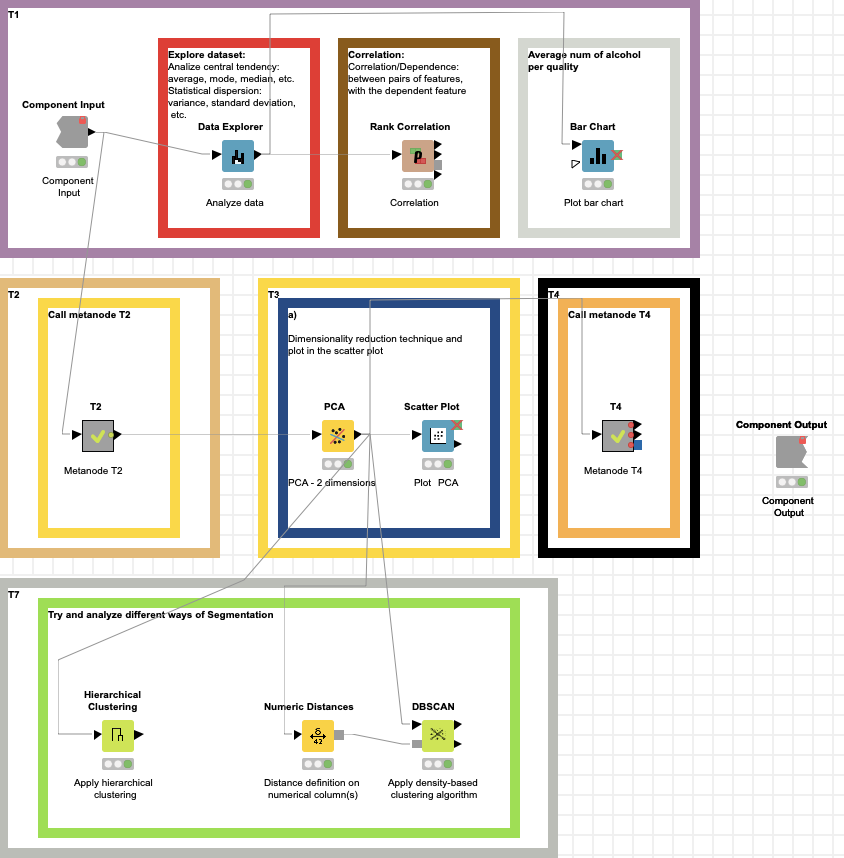 T1
Explore dataset:
Analize central tendency:
average, mode, median, etc.
Statistical dispersion:
variance, standard deviation,
etc.
Correlation:
Correlation/Dependence:
between pairs of features,
with the dependent feature
Average num of alcohol
per quality
Component Input
Data Explorer
Rank Correlation
Bar Chart
ρ
Component
Input
Analyze data
Correlation
Plot bar chart
T2
Call metanode T2
T3
a)
Dimensionality reduction technique and
plot in the scatter plot
T4
Call metanode T4
T2
PCA
Scatter Plot
T4
Component Output
Metanode T2
PCA - 2 dimensions
Plot PCA
Metanode T4
Component
Output
T7
Try and analyze different ways of Segmentation
Hierarchical
Clustering
Numeric Distances
DBSCAN
δ
42
Apply hierarchical
clustering
Distance definition on
numerical column(s)
Apply density-based
clustering algorithm